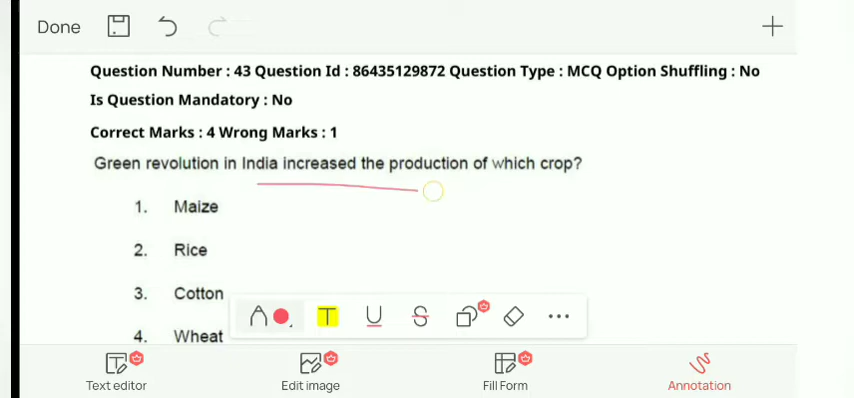 Done
Question Number : 43 Question Id : 86435129872 Question Type : MCQ Option Shuffling : No
Is Question Mandatory : No
Correct Marks : 4 Wrong Marks : 1
Green revolution in India increased the production of which crop?
1. Maize
2. Rice
3. Cotton
4. Wheat
Text editor Edit image Fill Form Annotation